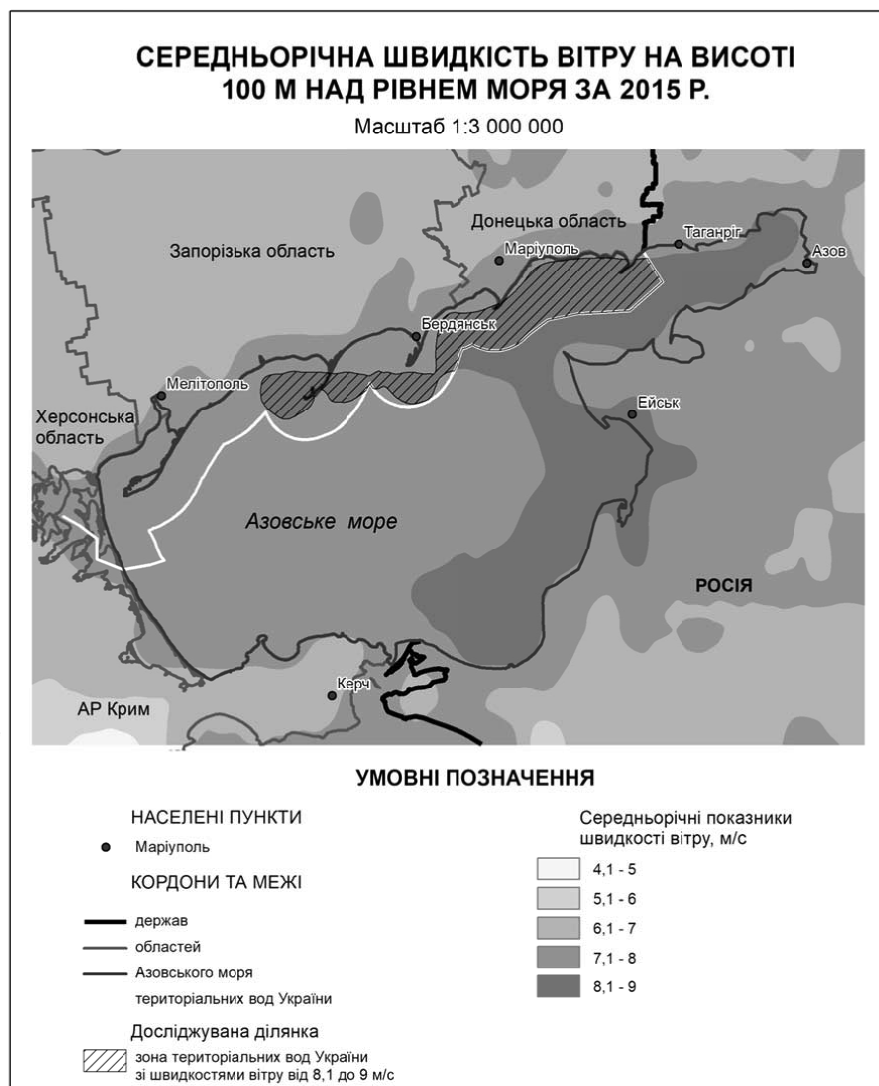 СЕРЕДНЬОРІЧНА ШВИДКІСТЬ ВІТРУ НА ВИСОТІ
100 М НАД РІВНЕМ МОРЯ ЗА 2015 Р.
Масштаб 1:3 000 000
Донецька область
Таганріг
Запорізька область
Маріуполь
Азов
Бердянськ
Мелітополь
Ейськ
Херсонська
область
Азовське море
РОСІЯ
Керч
АР Крим
УМОВНІ ПОЗНАЧЕННЯ
НАСЕЛЕНІ ПУНКТИ
Маріуполь
КОРДОНИ ТА МЕЖІ
держав
областей
Азовського моря
територіальних вод України
Досліджувана ділянка
зона територіальних вод України
зі швидкостями вітру від 8,1 до 9 м/с
Середньорічні показники
швидкості вітру, м/с
4,1 - 5
5,1 - 6
6,1 - 7
7,1 - 8
8,1 - 9